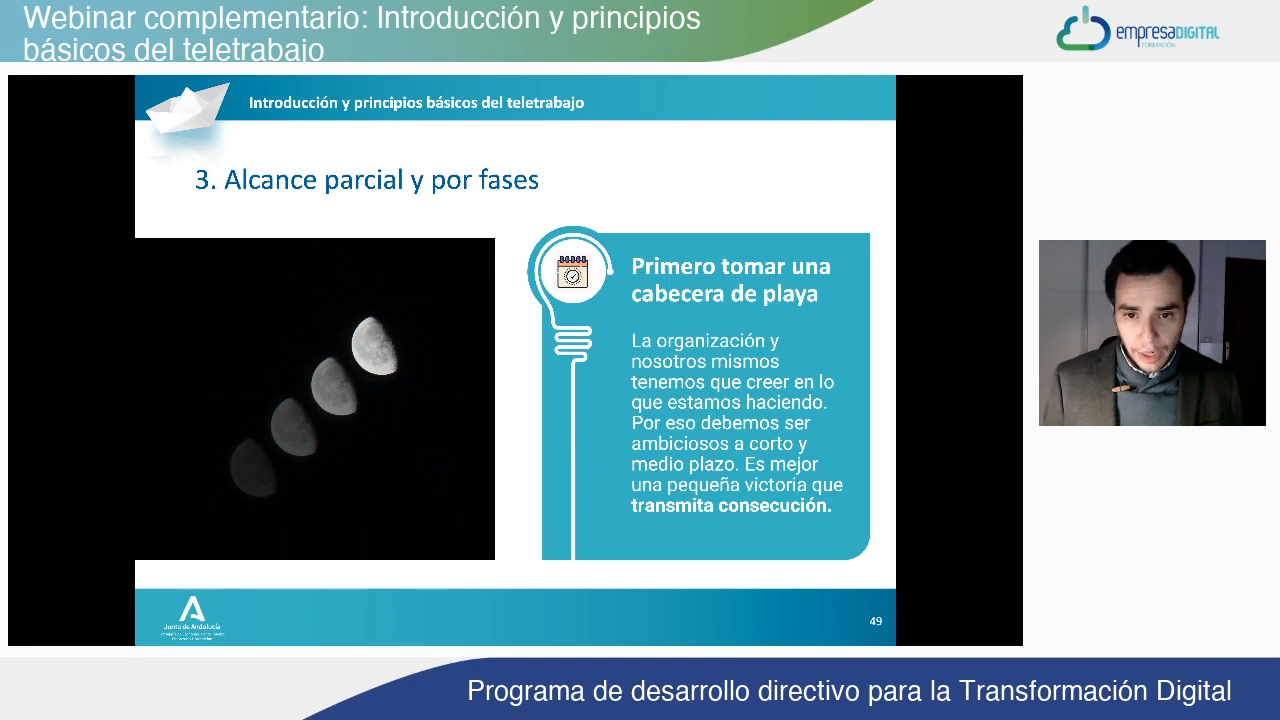 Webinar complementario: Introducción y principios
básicos del teletrabajo
empresaDIGITAL
FORMACIÓN
Introducción y principios básicos del teletrabajo
3. Alcance parcial y por fases
Primero tomar una
cabecera de playa
La organización y
nosotros mismos
tenemos que creer en lo
que estamos haciendo.
Por eso debemos ser
ambiciosos a corto y
medio plazo. Es mejor
una pequeña victoria que
transmita consecución.
Junta de Andalucía
49
Programa de desarrollo directivo para la Transformación Digital